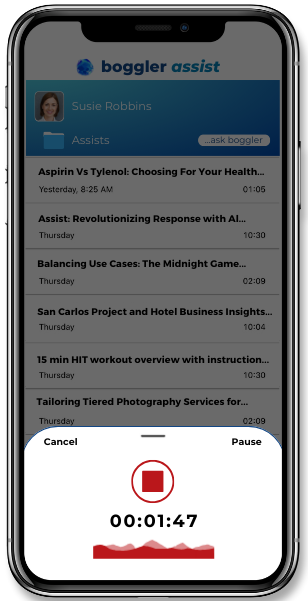 boggler assist
Susie Robbins
Assists
...ask boggler
Aspirin Vs Tylenol: Choosing For Your Health...
Yesterday, 8:25 AM 01:05
Assist: Revolutionizing Response with AI...
Thursday 10:30
Balancing Use Cases: The Midnight Game...
Thursday 02:09
San Carlos Project and Hotel Business Insights...
Thursday 10:04
15 min HIT workout overview with instruction...
Thursday 10:30
Tailoring Tiered Photography Services for...
Thursday 02:09
Cancel Pause
00:01:47